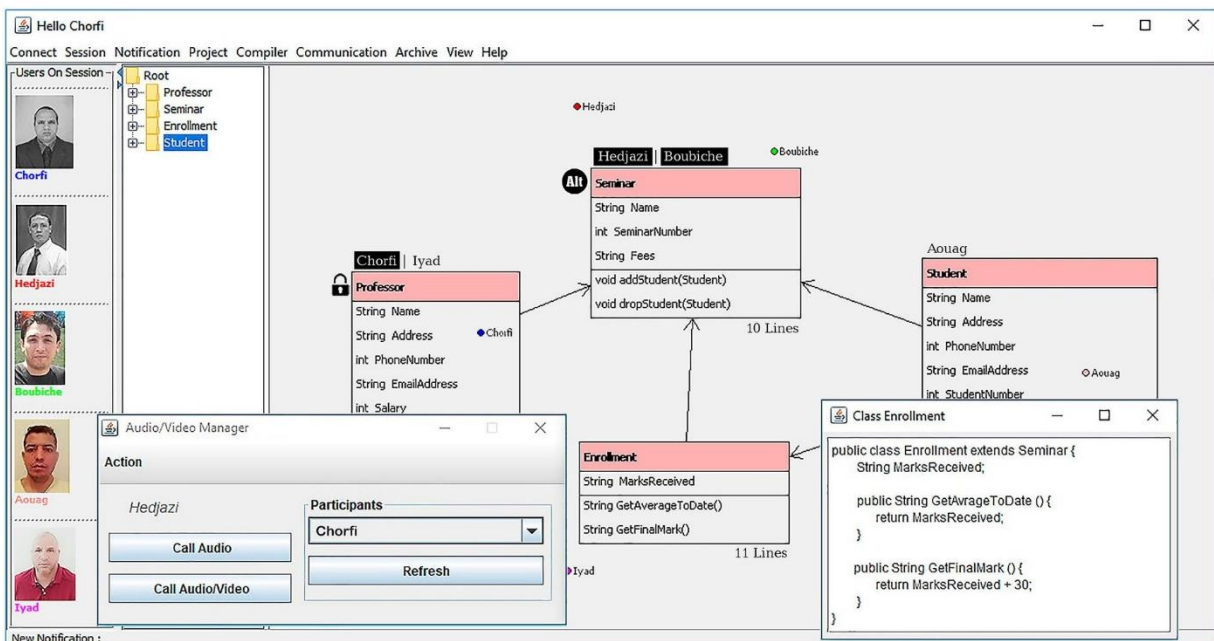 Hello Chorfi
Connect Session Notification Project Compiler Communication Archive View Help
Users On Session
Chorfi
Hedjazi
Boubiche
Aouag
Iyad
Root
Professor
Seminar
Enrollment
Student
Hedjazi
Boubiche
Hedjazi | Boubiche
Alt
Seminar
String Name
int SeminarNumber
String Fees
void addStudent(Student)
void dropStudent(Student)
10 Lines
Chorfi | Iyad
Professor
String Name
String Address
Chorfi
int PhoneNumber
String EmailAddress
int Salary
Aouag
Student
String Name
String Address
int PhoneNumber
String EmailAddress
Aouag
int StudentNumber
Enrollment
String MarksReceived
String GetAverageToDate()
String GetFinalMark()
11 Lines
Iyad
Audio/Video Manager
Action
Hedjazi
Call Audio
Call Audio/Video
Participants
Chorfi
Refresh
Class Enrollment
public class Enrollment extends Seminar {
String MarksReceived;
public String GetAvrageToDate () {
return MarksReceived;
}
public String GetFinalMark () {
return MarksReceived + 30;
}
}
New Notification :